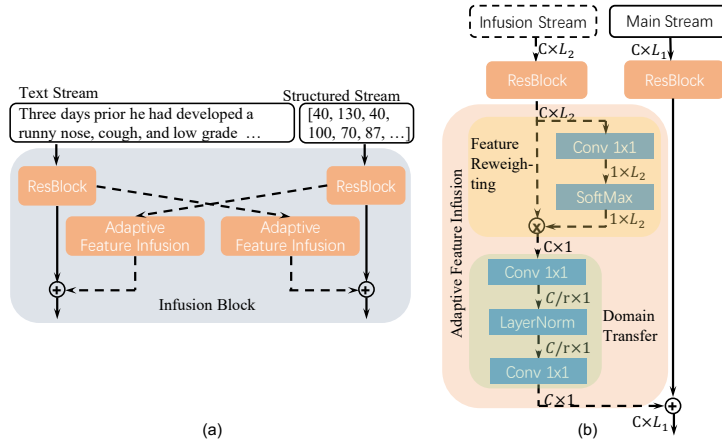 Text Stream
Structured Stream
Three days prior he had developed a
runny nose, cough, and low grade …
[40, 130, 40,
100, 70, 87, …]
ResBlock
ResBlock
Adaptive
Feature Infusion
Adaptive
Feature Infusion
Infusion Block
(a)
Infusion Stream
Main Stream
C×L₂
C×L₁
ResBlock
ResBlock
Adaptive Feature Infusion
C×L₂
Feature
Reweigh-
ting
Conv 1x1
1×L₂
SoftMax
1×L₂
x
C×1
Conv 1x1
C/r×1
LayerNorm
Domain
Transfer
C/r×1
Conv 1x1
C×1
C×L₁
(b)